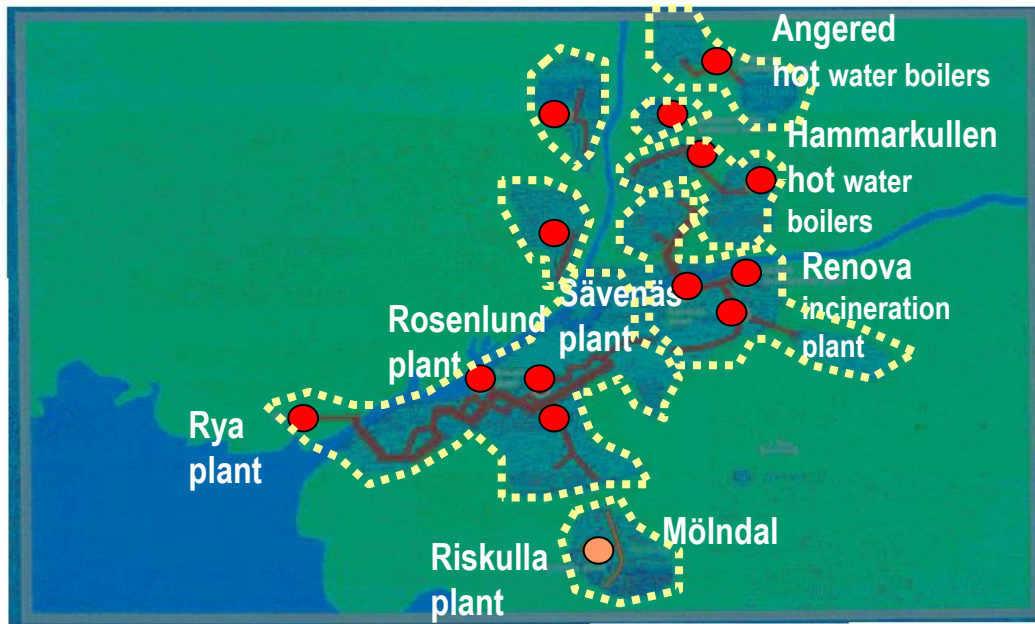 Angered
hot water boilers
Hammarkullen
hot water
boilers
Renova
incineration
plant
Sävenäs
plant
Rosenlund
plant
Rya
plant
Mölndal
Riskulla
plant